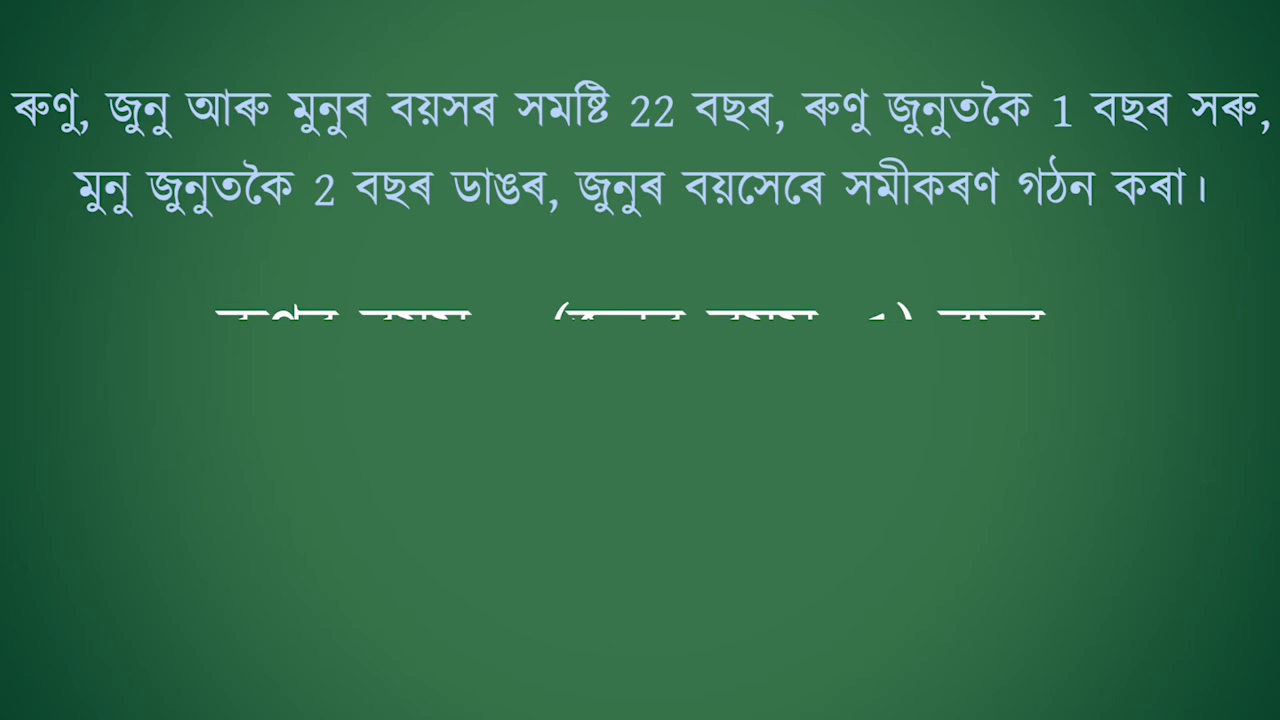 ৰুণু, জুনু আৰু মুনুৰ বয়সৰ সমষ্টি 22 বছৰ, ৰুণু জুনুতকৈ 1 বছৰ সৰু,
মুনু জুনুতকৈ 2 বছৰ ডাঙৰ, জুনুৰ বয়সেৰে সমীকৰণ গঠন কৰা।